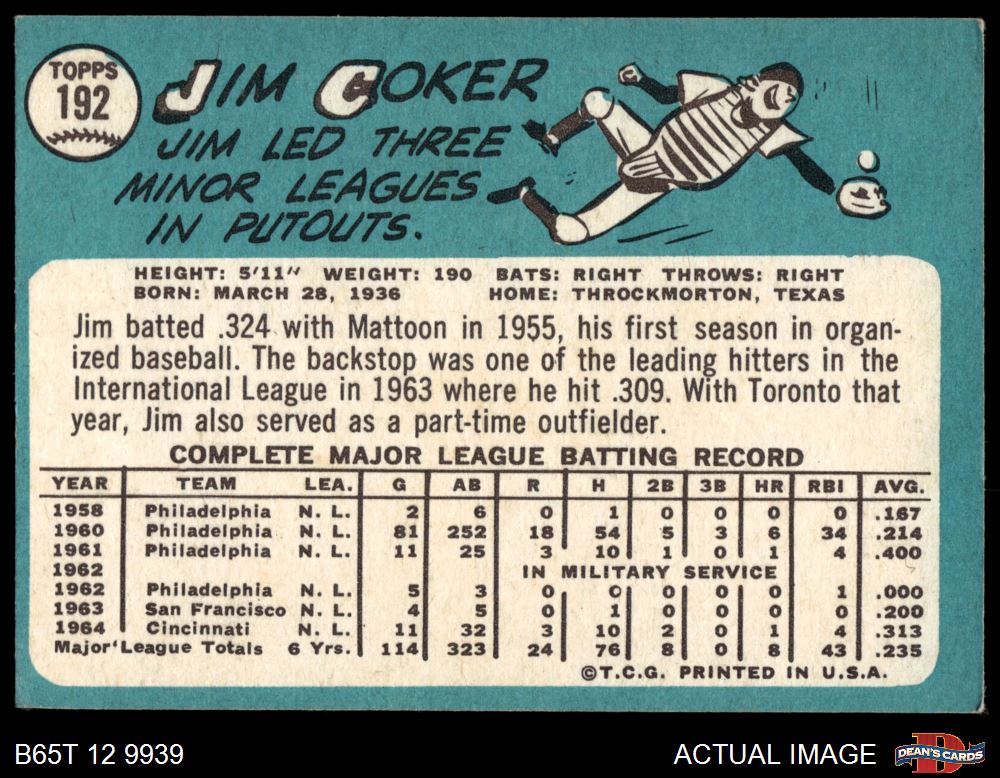 TOPPS
192
JIM COKER
JIM LED THREE
MINOR LEAGUES
IN PUTOUTS.
HEIGHT: 5'11" WEIGHT: 190 BATS: RIGHT THROWS: RIGHT
BORN: MARCH 28, 1936 HOME: THROCKMORTON, TEXAS
Jim batted .324 with Mattoon in 1955, his first season in organ-
ized baseball. The backstop was one of the leading hitters in the
International League in 1963 where he hit .309. With Toronto that
year, Jim also served as a part-time outfielder.
COMPLETE MAJOR LEAGUE BATTING RECORD
YEAR TEAM LEA. G AB R H 2B 3B HR RBI AVG.
1958 Philadelphia N. L. 2 6 0 1 0 0 0 0 .167
1960 Philadelphia N. L. 81 252 18 54 5 3 6 34 .214
1961 Philadelphia N. L. 11 25 3 10 1 0 1 4 .400
1962 IN MILITARY SERVICE
1962 Philadelphia N. L. 5 3 0 0 0 0 0 1 .000
1963 San Francisco N. L. 4 5 0 1 0 0 0 0 .200
1964 Cincinnati N. L. 11 32 3 10 2 0 1 4 .313
Major League Totals 6 Yrs. 114 323 24 76 8 0 8 43 .235
©T.C.G. PRINTED IN U.S.A.
B65T 12 9939 ACTUAL IMAGE DEAN'S CARDS